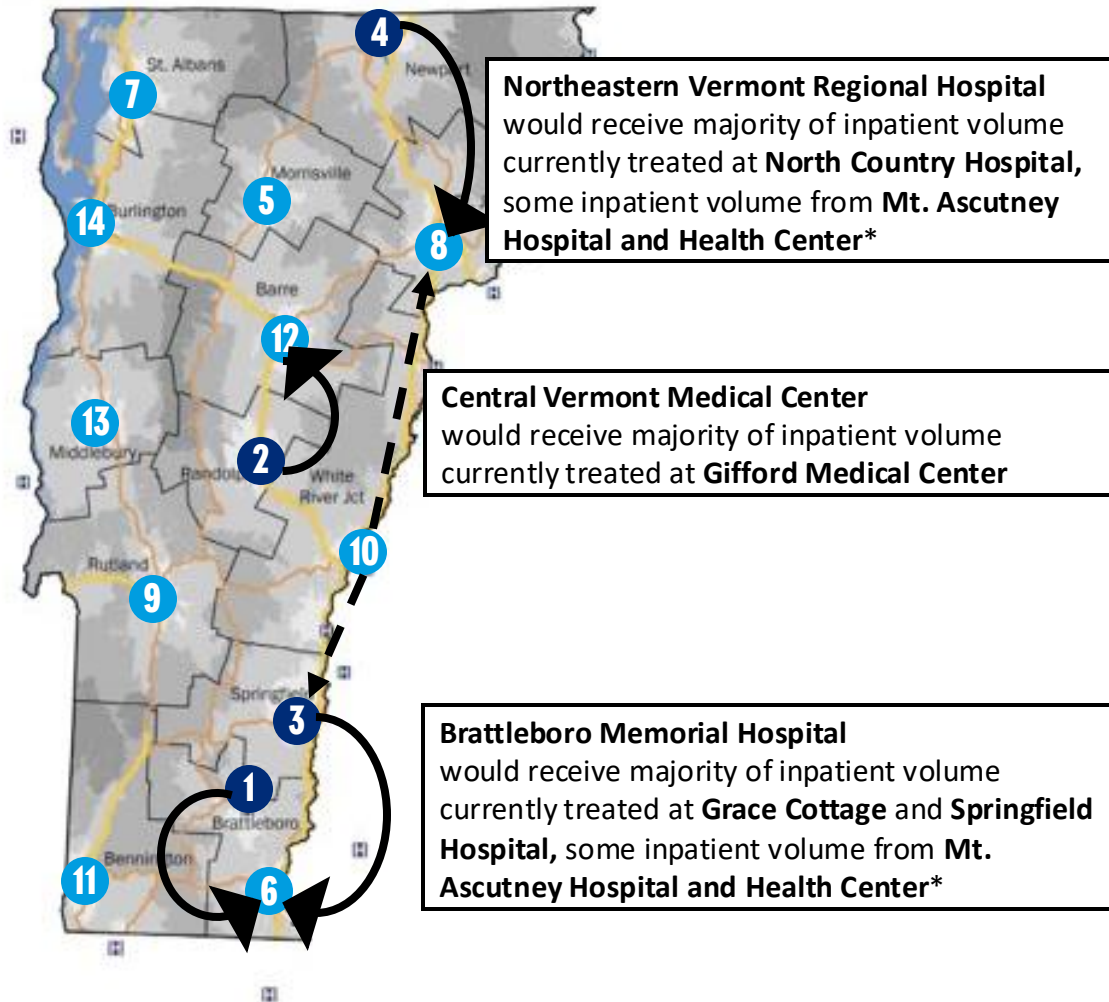 4
St. Albans
Newport
7
Northeastern Vermont Regional Hospital
would receive majority of inpatient volume
currently treated at North Country Hospital,
some inpatient volume from Mt. Ascutney
Hospital and Health Center*
Morrisville
5
14
Burlington
8
Barre
12
Central Vermont Medical Center
would receive majority of inpatient volume
currently treated at Gifford Medical Center
13
Middlebury
2
Randolp
White
River Jct
10
Rutland
9
Springfield
3
Brattleboro Memorial Hospital
would receive majority of inpatient volume
currently treated at Grace Cottage and Springfield
Hospital, some inpatient volume from Mt.
Ascutney Hospital and Health Center*
1
Brattleboro
Bennington
11
6
H
H
H
H
H
H
H
H
H